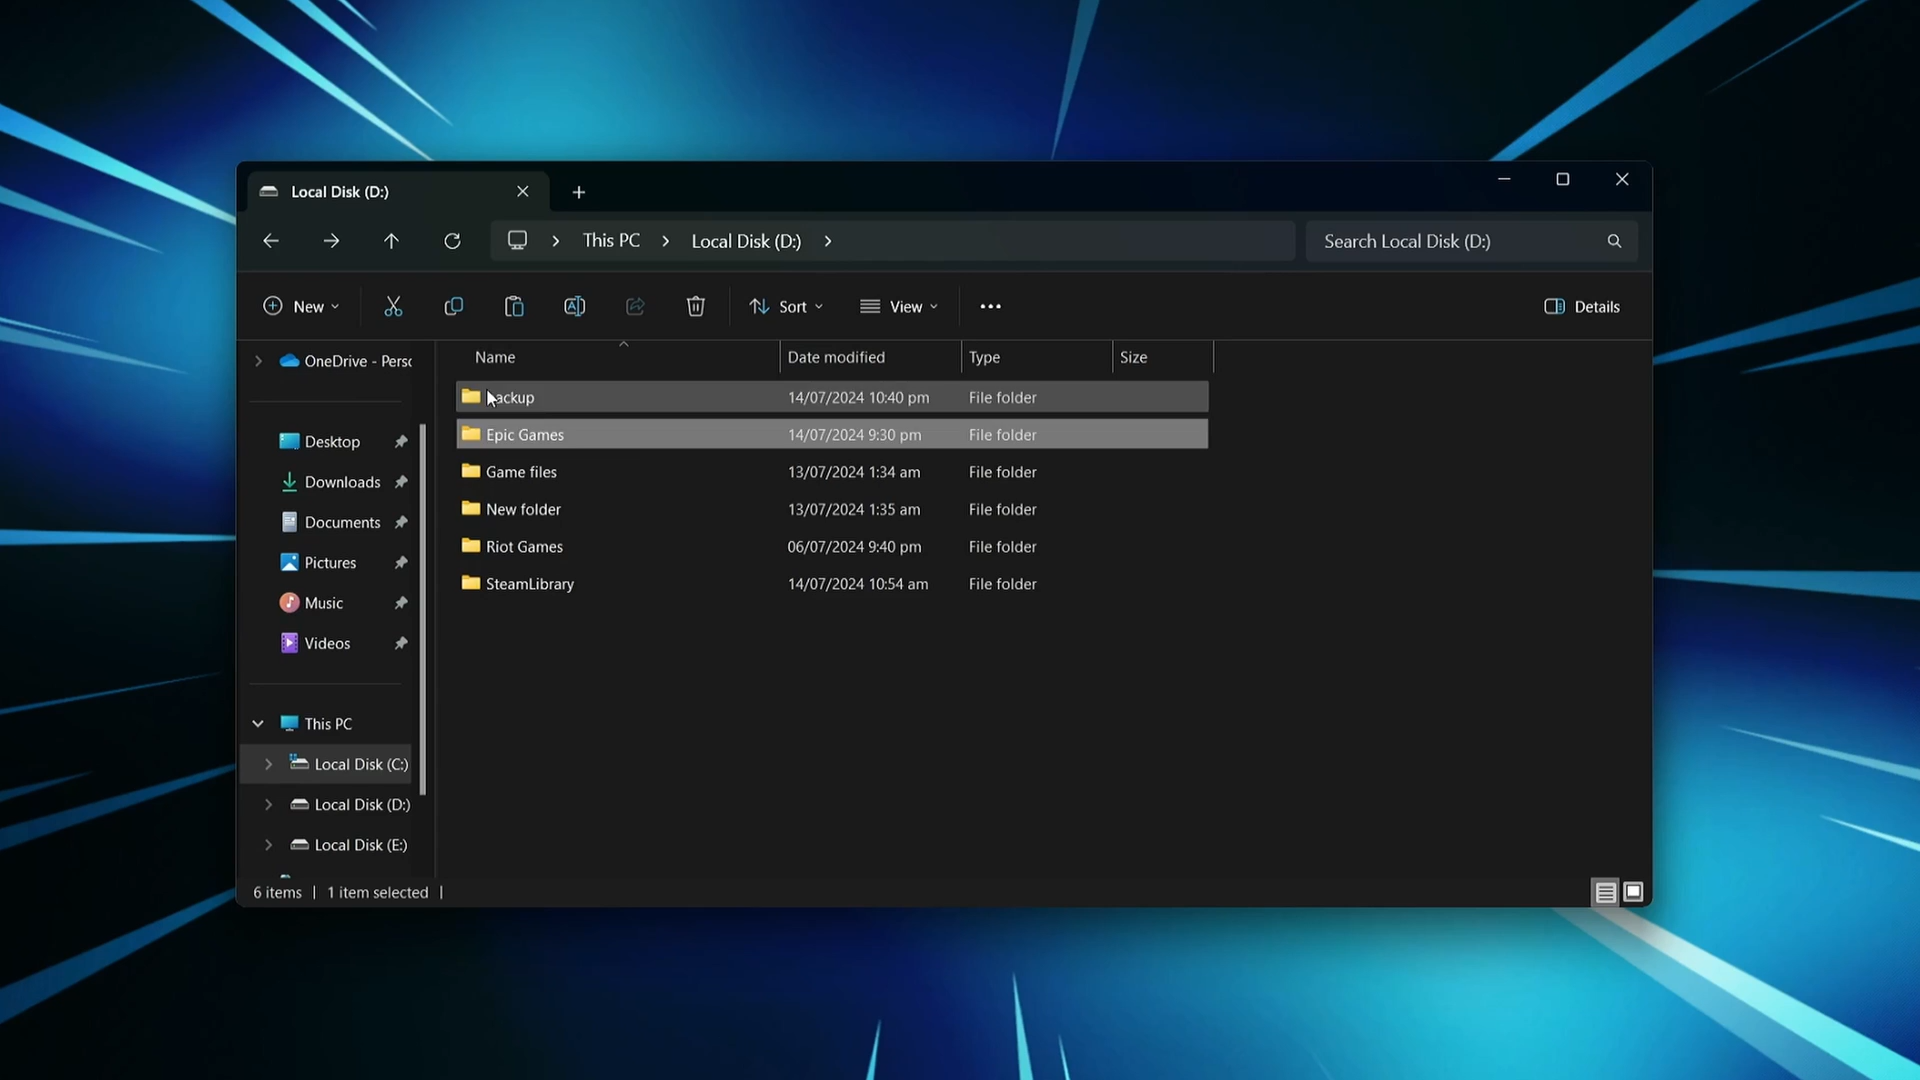 Local Disk (D:)
This PC
Local Disk (D:)
Search Local Disk (D:)
New
Sort
View
Details
OneDrive - Perso
Desktop
Downloads
Documents
Pictures
Music
Videos
This PC
Local Disk (C:)
Local Disk (D:)
Local Disk (E:)
Name Date modified Type Size
ackup 14/07/2024 10:40 pm File folder
Epic Games 14/07/2024 9:30 pm File folder
Game files 13/07/2024 1:34 am File folder
New folder 13/07/2024 1:35 am File folder
Riot Games 06/07/2024 9:40 pm File folder
SteamLibrary 14/07/2024 10:54 am File folder
6 items | 1 item selected |